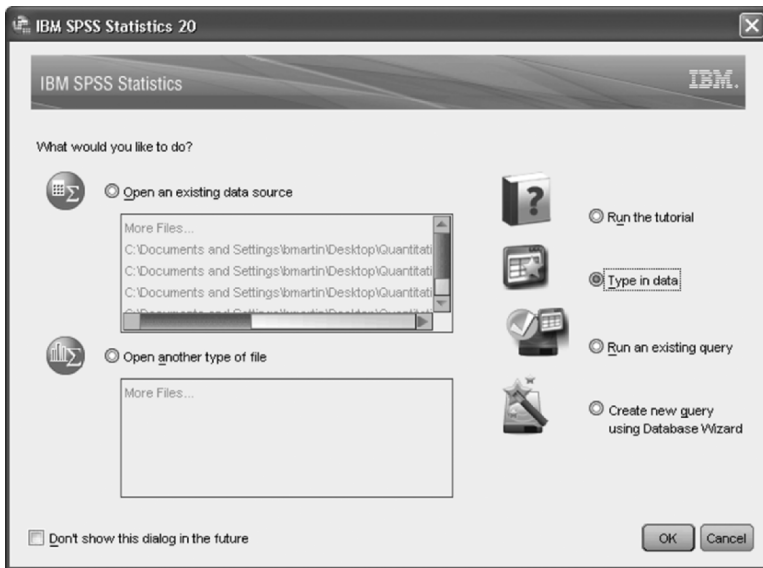 IBM SPSS Statistics 20
IBM SPSS Statistics
IBM.
What would you like to do?
Open an existing data source
More Files...
C:\Documents and Settings\bmartin\Desktop\Quantitati
C:\Documents and Settings\bmartin\Desktop\Quantitati
C:\Documents and Settings\bmartin\Desktop\Quantitati
Open another type of file
More Files...
Run the tutorial
Type in data
Run an existing query
Create new query
using Database Wizard
Don't show this dialog in the future
OK
Cancel